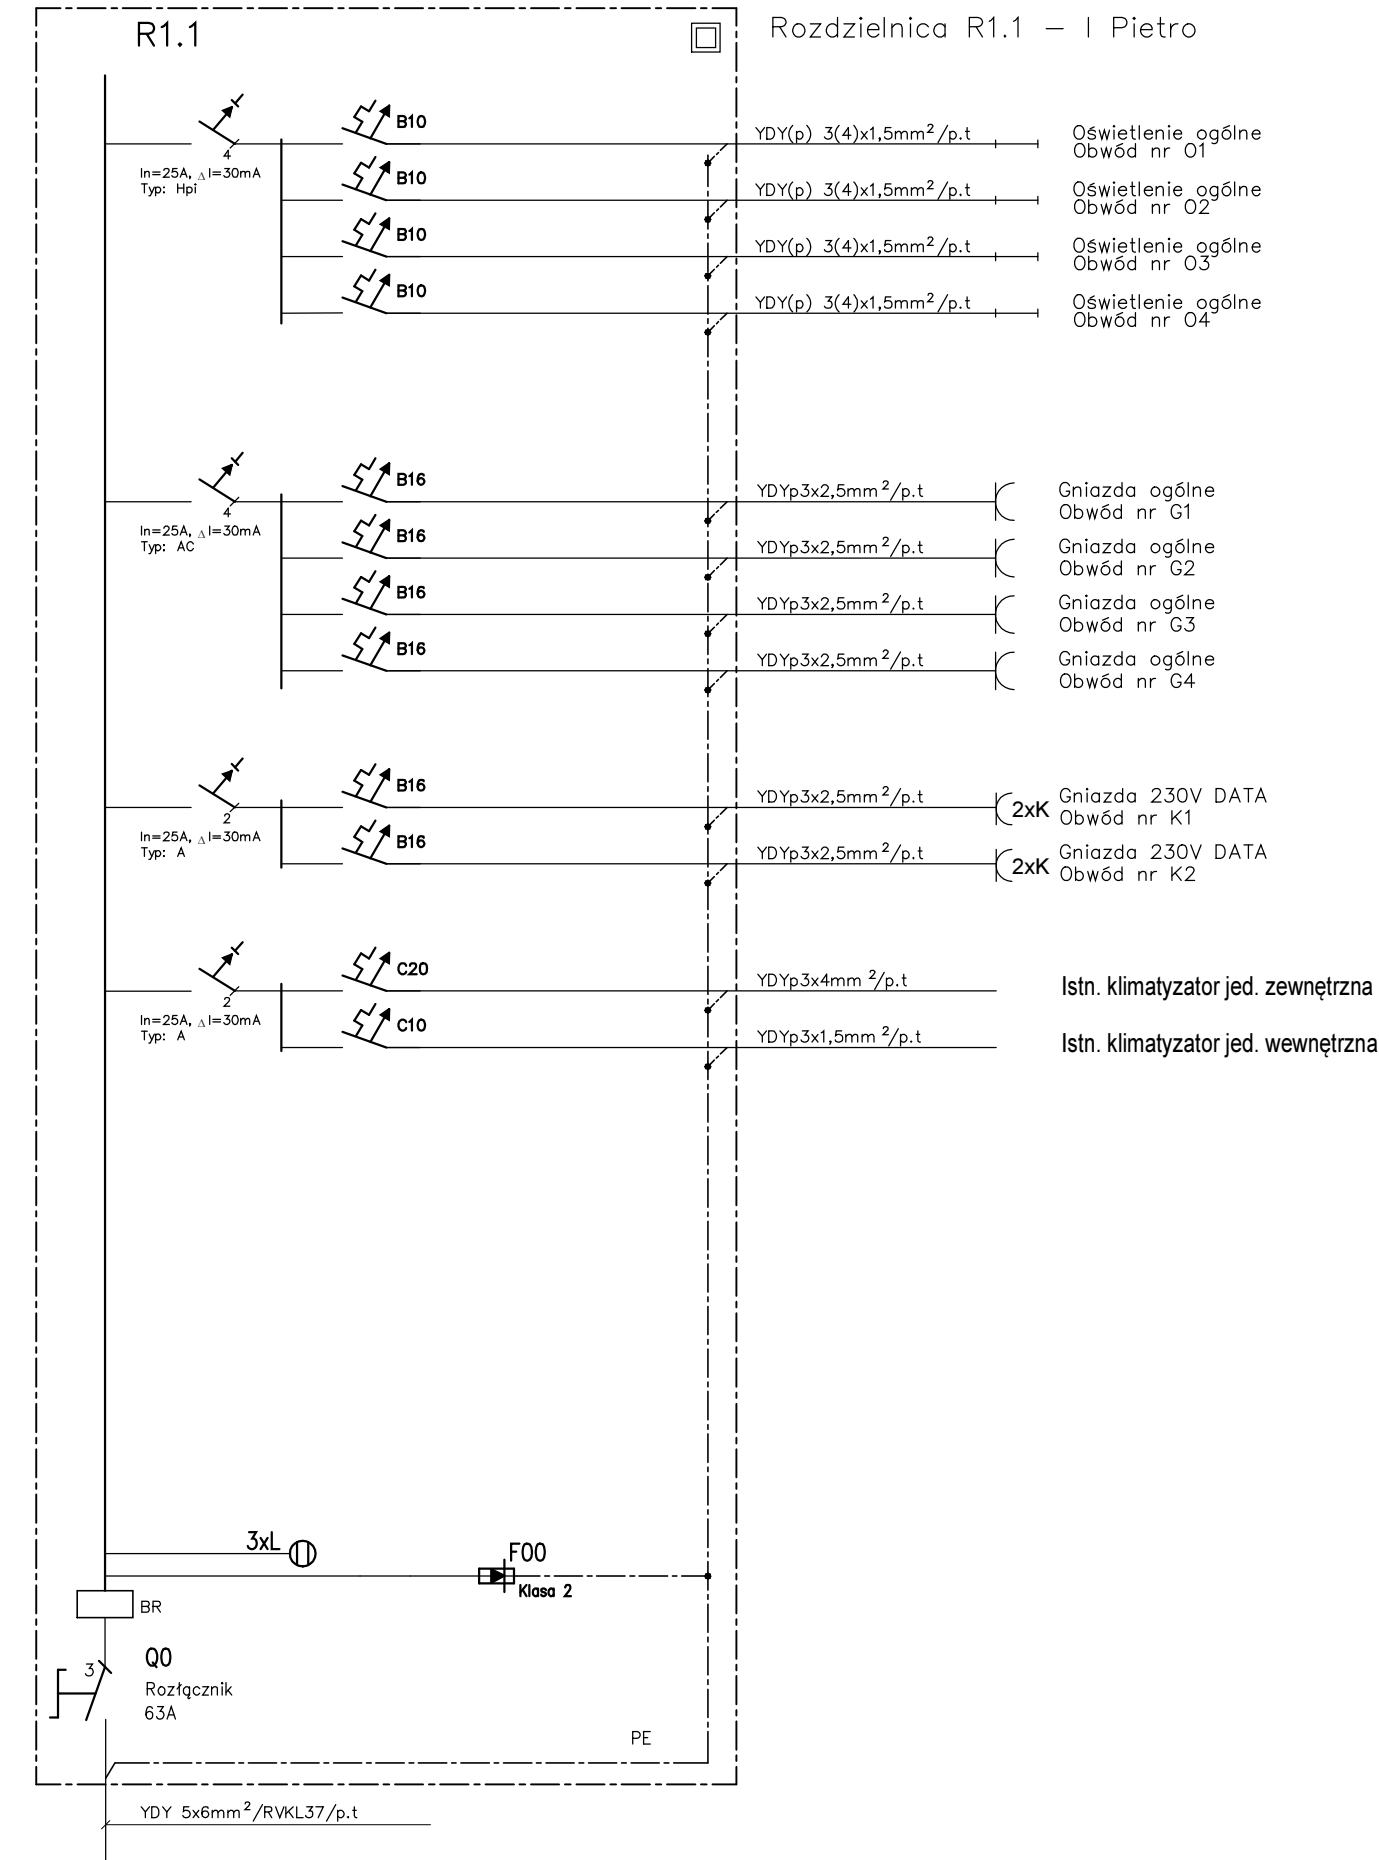 R1.1
Rozdzielnica R1.1 – I Pietro
B10
YDY(p) 3(4)x1,5mm²/p.t
Oświetlenie ogólne
Obwód nr O1
4
In=25A, △I=30mA
Typ: Hpi
B10
YDY(p) 3(4)x1,5mm²/p.t
Oświetlenie ogólne
Obwód nr O2
B10
YDY(p) 3(4)x1,5mm²/p.t
Oświetlenie ogólne
Obwód nr O3
B10
YDY(p) 3(4)x1,5mm²/p.t
Oświetlenie ogólne
Obwód nr O4
B16
YDYp3x2,5mm²/p.t
Gniazda ogólne
Obwód nr G1
4
In=25A, △I=30mA
Typ: AC
B16
YDYp3x2,5mm²/p.t
Gniazda ogólne
Obwód nr G2
B16
YDYp3x2,5mm²/p.t
Gniazda ogólne
Obwód nr G3
B16
YDYp3x2,5mm²/p.t
Gniazda ogólne
Obwód nr G4
B16
YDYp3x2,5mm²/p.t
2xK
Gniazda 230V DATA
Obwód nr K1
2
In=25A, △I=30mA
Typ: A
B16
YDYp3x2,5mm²/p.t
2xK
Gniazda 230V DATA
Obwód nr K2
C20
YDYp3x4mm ²/p.t
Istn. klimatyzator jed. zewnętrzna
2
In=25A, △I=30mA
Typ: A
C10
YDYp3x1,5mm ²/p.t
Istn. klimatyzator jed. wewnętrzna
3xL
F00
Klasa 2
BR
3
Q0
Rozłącznik
63A
PE
YDY 5x6mm²/RVKL37/p.t